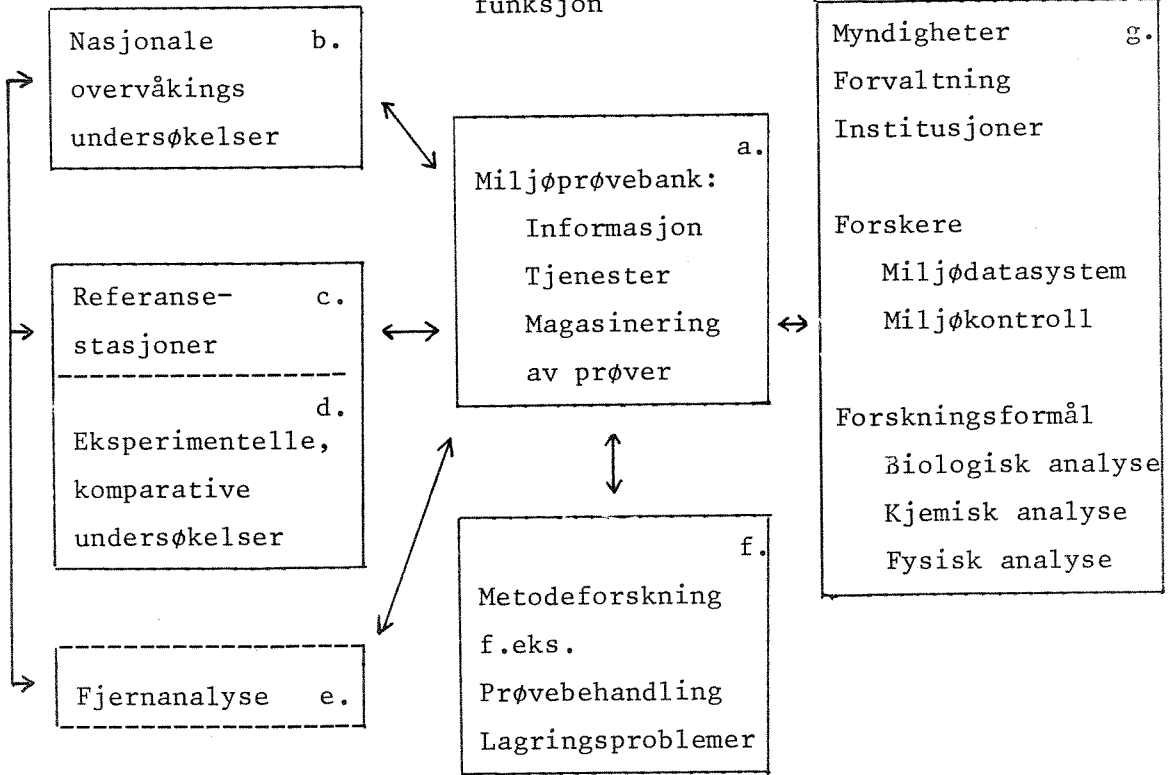 funksjon
Nasjonale b.
overvåkings
undersøkelser
Referanse-
stasjoner c.
d.
Eksperimentelle,
komparative
undersøkelser
Fjernanalyse e.
a.
Miljøprøvebank:
Informasjon
Tjenester
Magasinering
av prøver
f.
Metodeforskning
f.eks.
Prøvebehandling
Lagringsproblemer
Myndigheter g.
Forvaltning
Institusjoner
Forskere
Miljødatasystem
Miljøkontroll
Forskningsformål
Biologisk analyse
Kjemisk analyse
Fysisk analyse